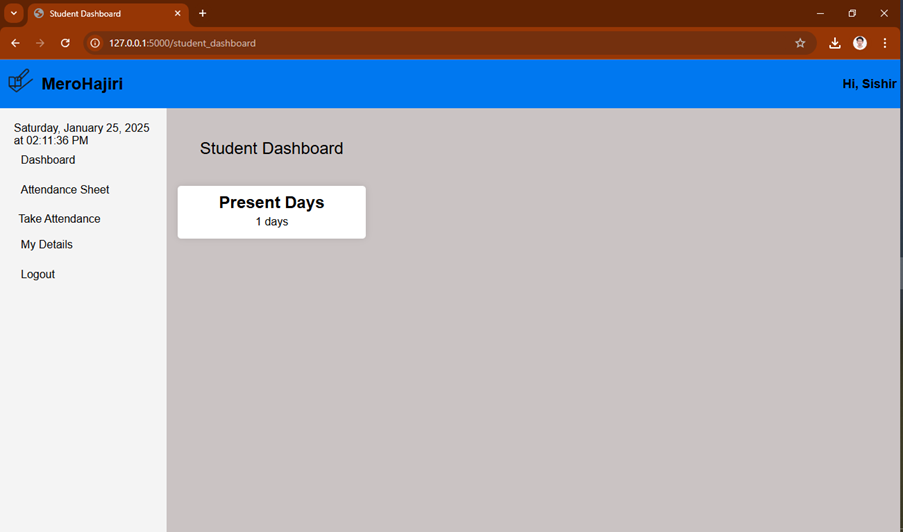 Student Dashboard
127.0.0.1:5000/student_dashboard
MeroHajiri
Hi, Sishir
Saturday, January 25, 2025
at 02:11:36 PM
Dashboard
Attendance Sheet
Take Attendance
My Details
Logout
Student Dashboard
Present Days
1 days